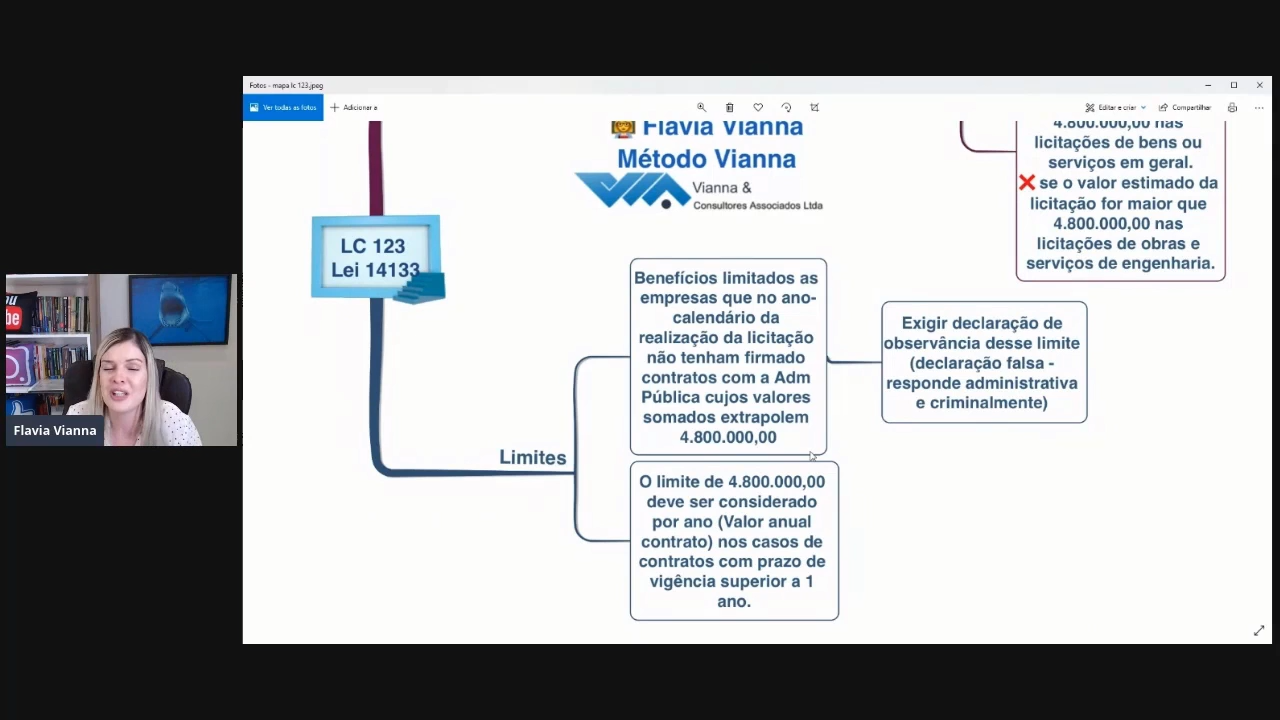 Fotos - mapa lc 123.jpeg
Ver todas as fotos
Adicionar a
Editar e criar
Compartilhar
Flavia Vianna
Método Vianna
Vianna &
Consultores Associados Ltda
4.800.000,00 nas
licitações de bens ou
serviços em geral.
❌ se o valor estimado da
licitação for maior que
4.800.000,00 nas
licitações de obras e
serviços de engenharia.
LC 123
Lei 14133
Benefícios limitados as
empresas que no ano-
calendário da
realização da licitação
não tenham firmado
contratos com a Adm
Pública cujos valores
somados extrapolem
4.800.000,00
Exigir declaração de
observância desse limite
(declaração falsa -
responde administrativa
e criminalmente)
Limites
O limite de 4.800.000,00
deve ser considerado
por ano (Valor anual
contrato) nos casos de
contratos com prazo de
vigência superior a 1
ano.
Flavia Vianna